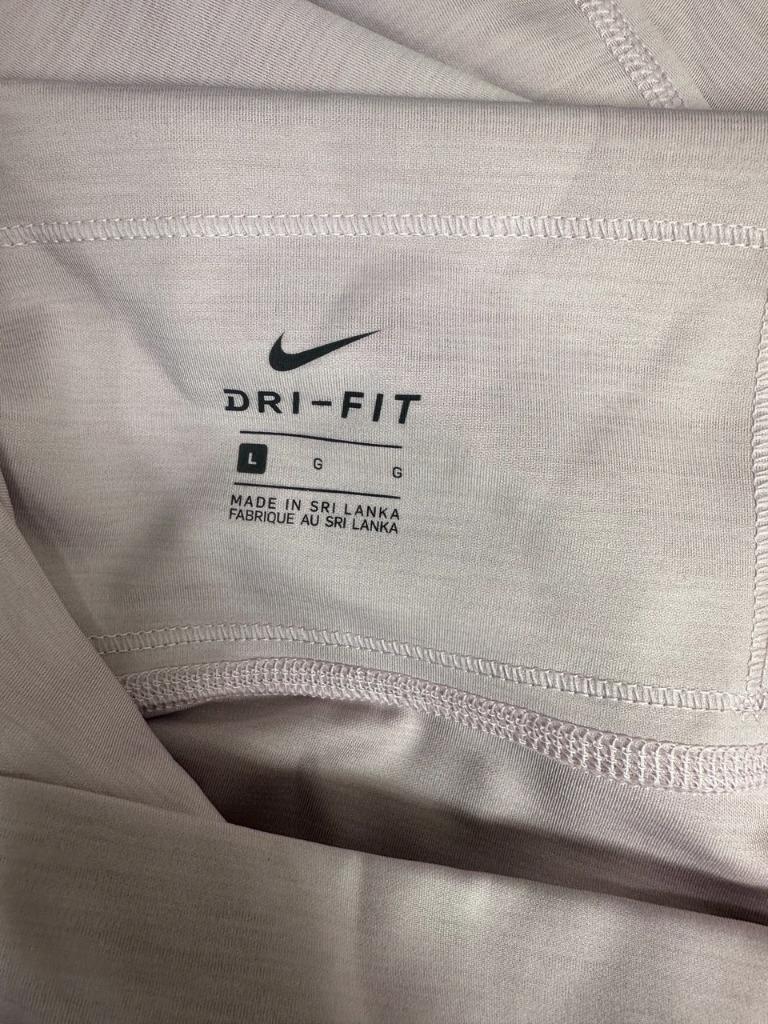 DRI-FIT
L G G
MADE IN SRI LANKA
FABRIQUE AU SRI LANKA